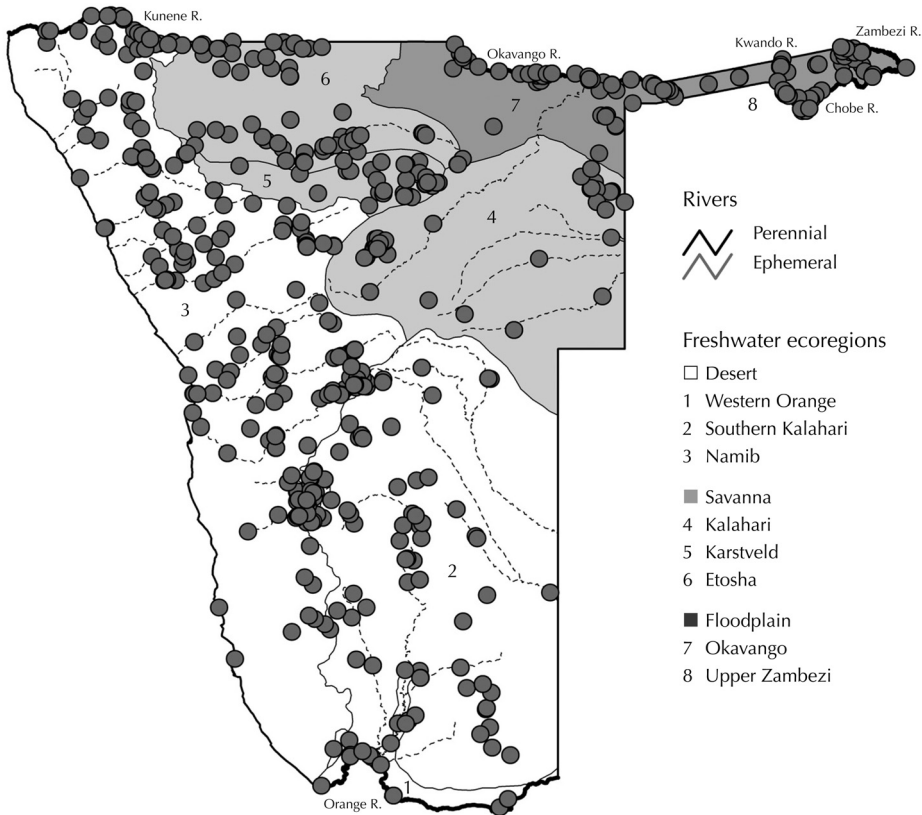 Kunene R.
Okavango R.
Kwando R.
Zambezi R.
Chobe R.
6
7
8
5
4
3
2
1
Orange R.
Rivers
Perennial
Ephemeral
Freshwater ecoregions
Desert
1 Western Orange
2 Southern Kalahari
3 Namib
Savanna
4 Kalahari
5 Karstveld
6 Etosha
Floodplain
7 Okavango
8 Upper Zambezi